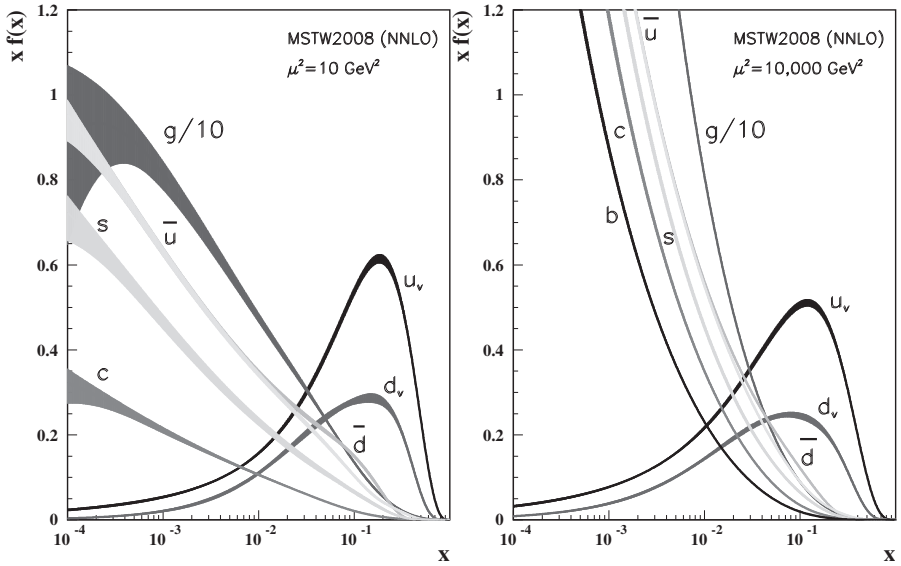 x f(x)
1.2
1
0.8
0.6
0.4
0.2
0
MSTW2008 (NNLO)
μ²=10 GeV²
g/10
s
u̅
c
u_v
d_v
d̅
10⁻⁴
10⁻³
10⁻²
10⁻¹
x
x f(x)
1.2
1
0.8
0.6
0.4
0.2
0
u̅
MSTW2008 (NNLO)
μ²=10,000 GeV²
c
g/10
b
s
u_v
d_v
d̅
10⁻⁴
10⁻³
10⁻²
10⁻¹
x